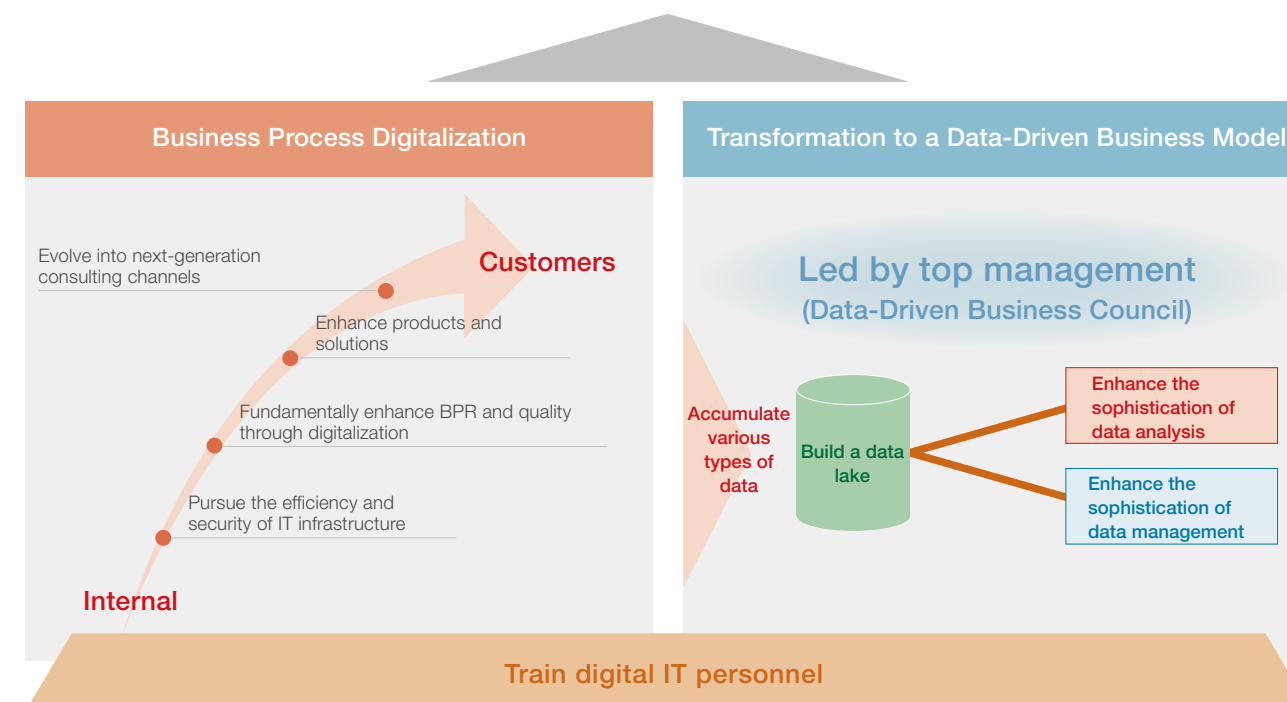 Business Process Digitalization
Evolve into next-generation
consulting channels
Customers
Enhance products and
solutions
Fundamentally enhance BPR and quality
through digitalization
Pursue the efficiency and
security of IT infrastructure
Internal
Transformation to a Data-Driven Business Model
Led by top management
(Data-Driven Business Council)
Accumulate
various
types of
data
Build a data
lake
Enhance the
sophistication of
data analysis
Enhance the
sophistication of
data management
Train digital IT personnel